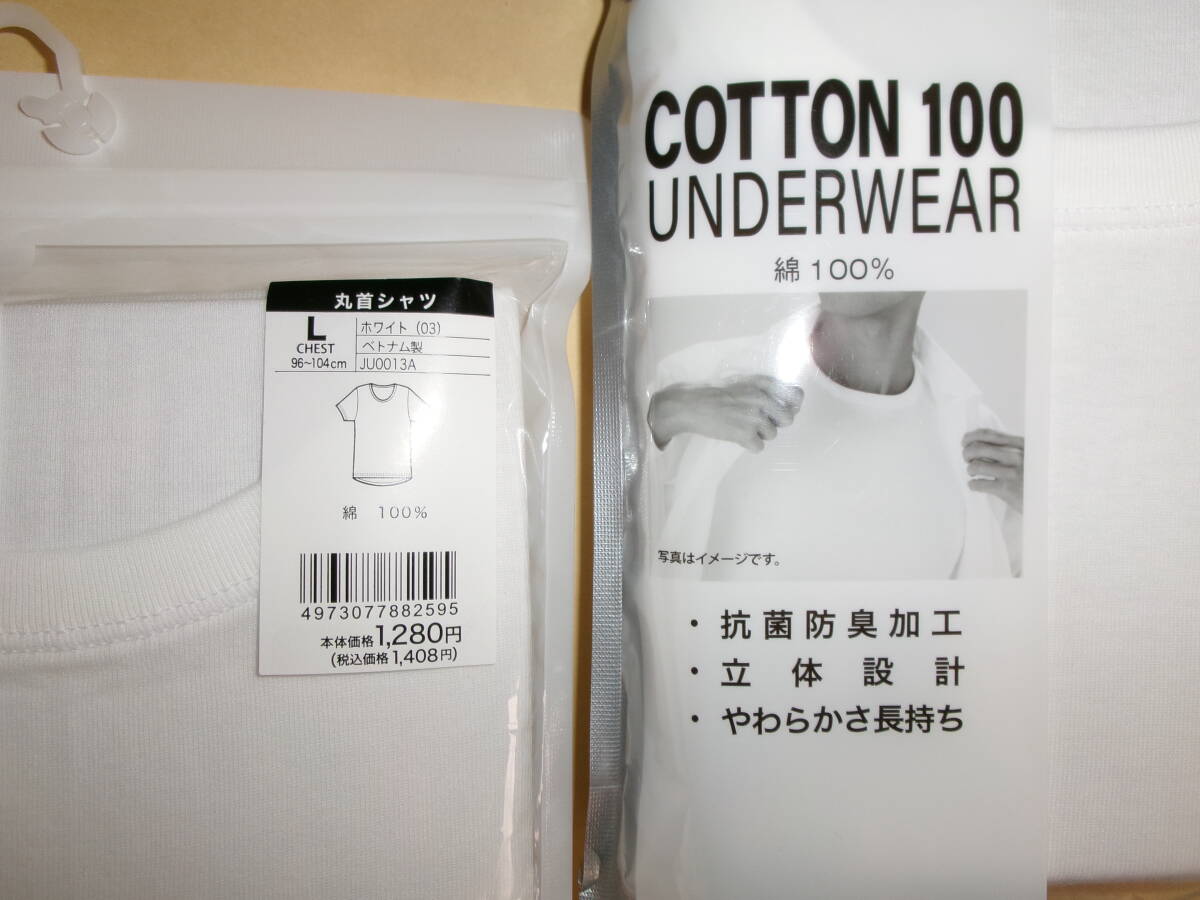 丸首シャツ
L
CHEST
96~104cm
ホワイト (03)
ベトナム製
JU0013A
綿 100%
4973077882595
本体価格1,280円
(税込価格1,408円)
COTTON 100
UNDERWEAR
綿100%
写真はイメージです。
・抗菌防臭加工
・立体設計
・やわらかさ長持ち